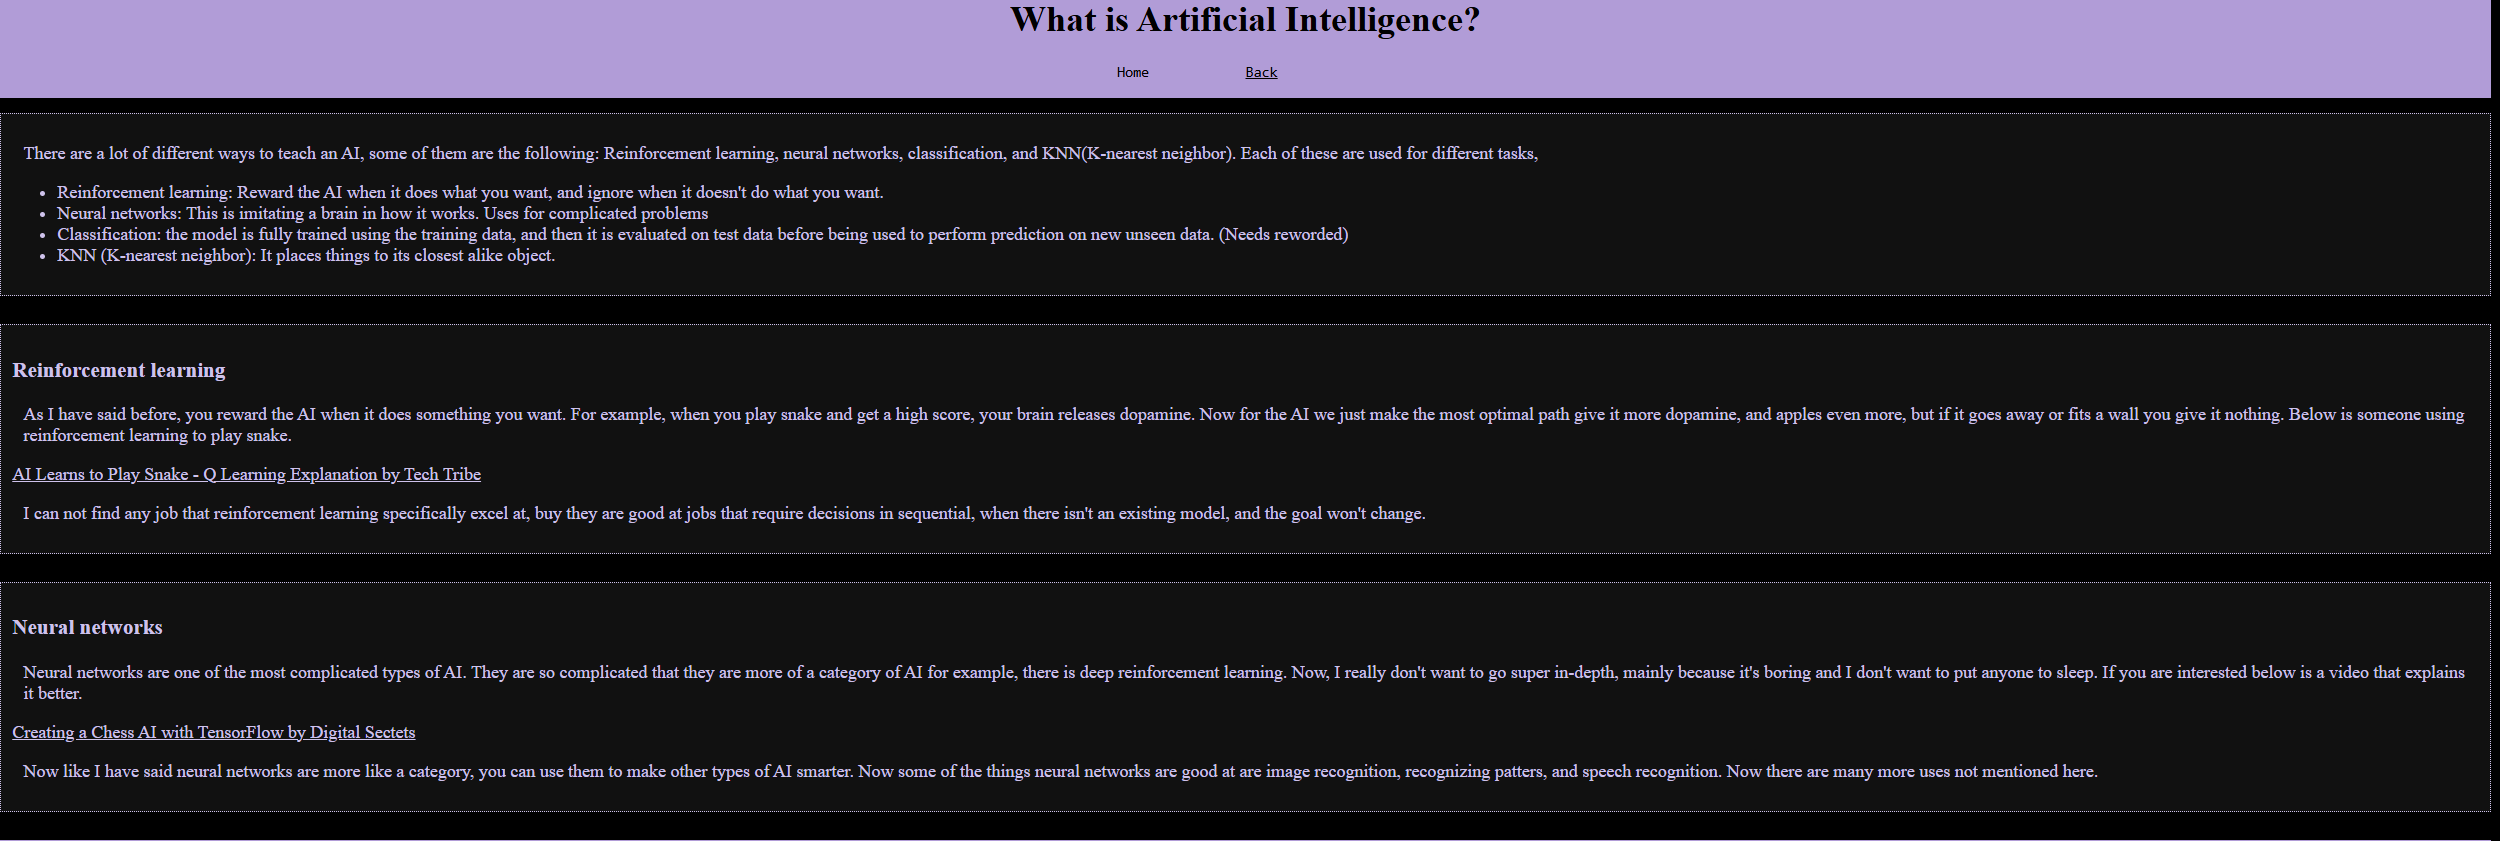 What is Artificial Intelligence?
Home Back
There are a lot of different ways to teach an AI, some of them are the following: Reinforcement learning, neural networks, classification, and KNN(K-nearest neighbor). Each of these are used for different tasks,
• Reinforcement learning: Reward the AI when it does what you want, and ignore when it doesn't do what you want.
• Neural networks: This is imitating a brain in how it works. Uses for complicated problems
• Classification: the model is fully trained using the training data, and then it is evaluated on test data before being used to perform prediction on new unseen data. (Needs reworded)
• KNN (K-nearest neighbor): It places things to its closest alike object.
Reinforcement learning
As I have said before, you reward the AI when it does something you want. For example, when you play snake and get a high score, your brain releases dopamine. Now for the AI we just make the most optimal path give it more dopamine, and apples even more, but if it goes away or fits a wall you give it nothing. Below is someone using
reinforcement learning to play snake.
AI Learns to Play Snake - Q Learning Explanation by Tech Tribe
I can not find any job that reinforcement learning specifically excel at, buy they are good at jobs that require decisions in sequential, when there isn't an existing model, and the goal won't change.
Neural networks
Neural networks are one of the most complicated types of AI. They are so complicated that they are more of a category of AI for example, there is deep reinforcement learning. Now, I really don't want to go super in-depth, mainly because it's boring and I don't want to put anyone to sleep. If you are interested below is a video that explains
it better.
Creating a Chess AI with TensorFlow by Digital Sectets
Now like I have said neural networks are more like a category, you can use them to make other types of AI smarter. Now some of the things neural networks are good at are image recognition, recognizing patters, and speech recognition. Now there are many more uses not mentioned here.